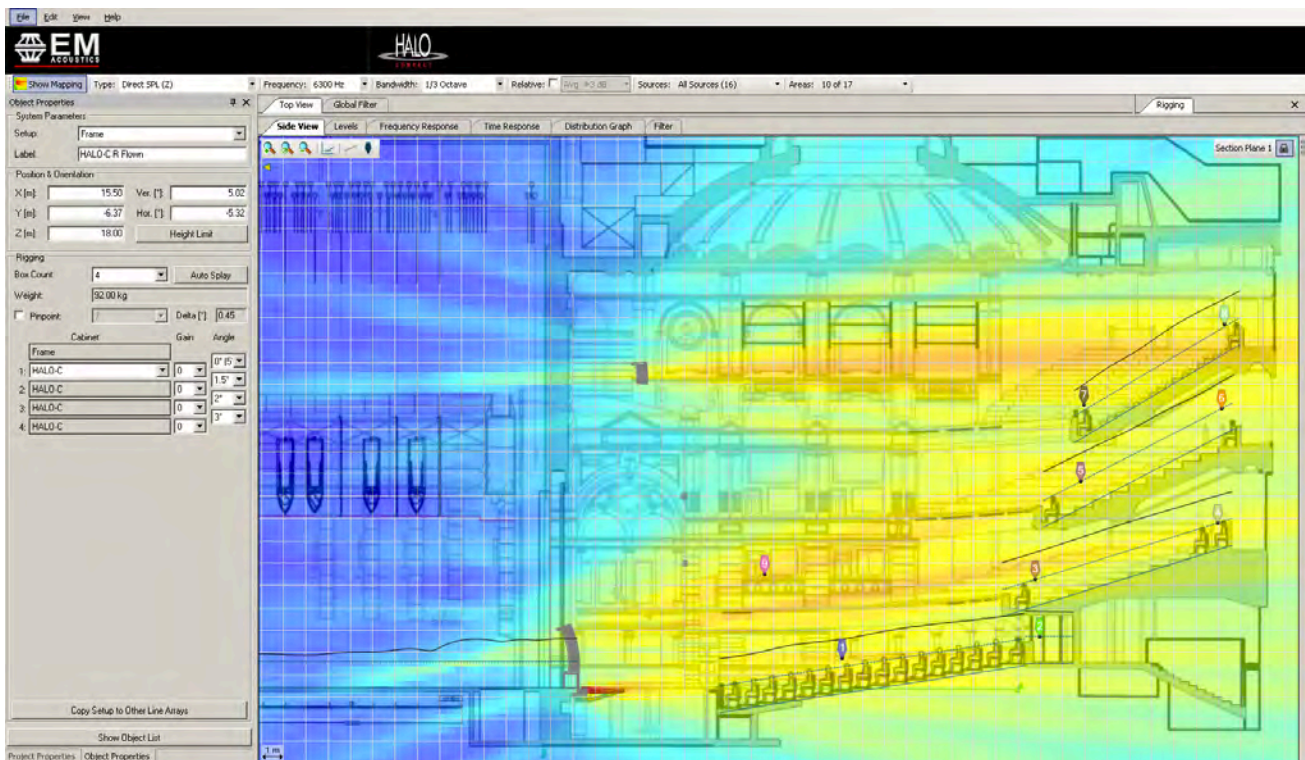 File Edit View Help
EM ACOUSTICS
HALO
Show Mapping Type: Direct SPL (Z) Frequency: 6300 Hz Bandwidth: 1/3 Octave Relative: Sources: All Sources (16) Areas: 10 of 17
Object Properties
Top View Global Filter Rigging
System Parameters
Side View Levels Frequency Response Time Response Distribution Graph Filter
Setup: Frame
Section Plane 1
Label: HALO-C R Flown
Position & Orientation
X [m]: 15.50 Ver. [°]: 5.02
Y [m]: -6.37 Hor. [°]: -5.32
Z [m]: 18.00 Height Limit
Rigging
Box Count: 4 Auto Splay
Weight: 92.00 kg
Pinpoint: Delta [°]: 0.45
Cabinet Gain Angle
Frame
0° (5
1: HALO-C 0
1.5°
2: HALO-C 0
2°
3: HALO-C 0
3°
4: HALO-C 0
Copy Setup to Other Line Arrays
Show Object List
Project Properties Object Properties
1 m